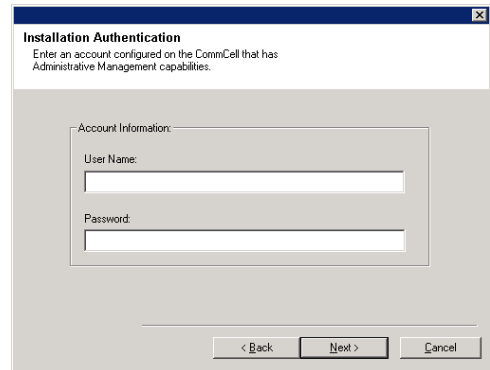 Installation Authentication
Enter an account configured on the CommCell that has
Administrative Management capabilities.
Account Information:
User Name:
Password:
< Back
Next >
Cancel